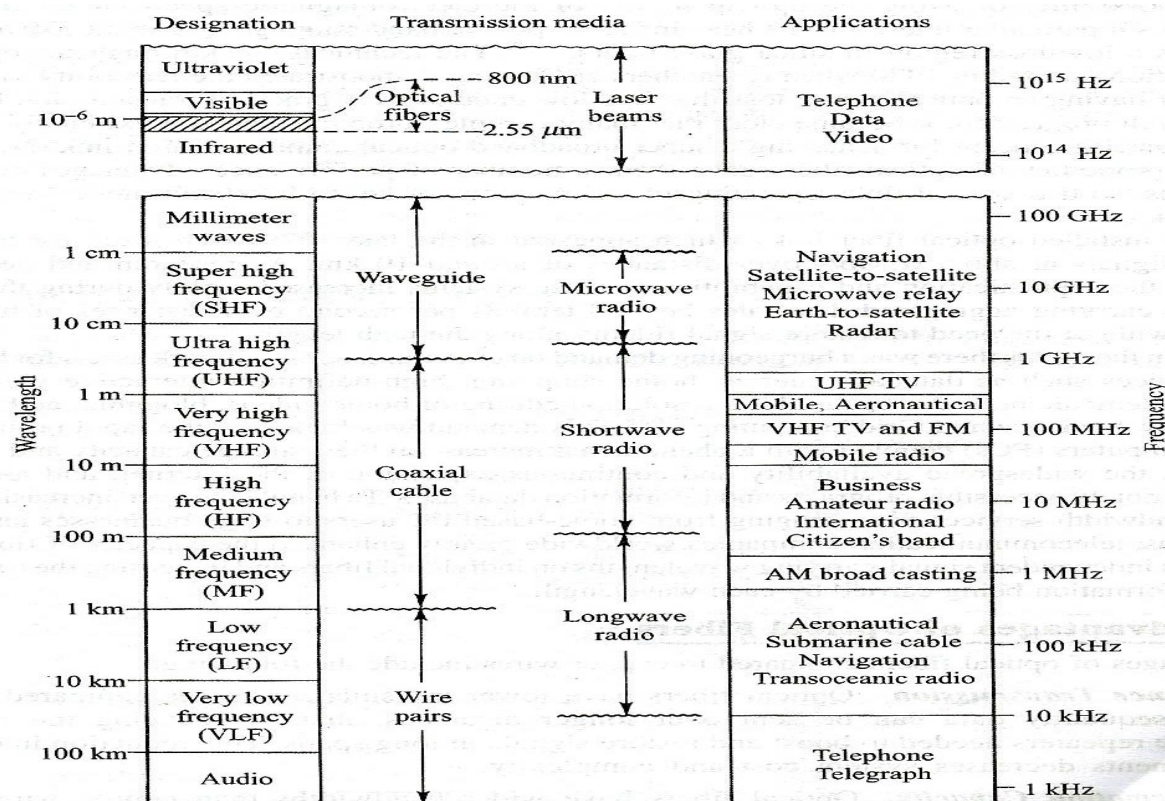 Designation
Transmission media
Applications
Ultraviolet
Visible
10⁻⁶ m
Infrared
Optical
fibers
800 nm
2.55 μm
Laser
beams
Telephone
Data
Video
10¹⁵ Hz
10¹⁴ Hz
Wavelength
Millimeter
waves
1 cm
Super high
frequency
(SHF)
10 cm
Ultra high
frequency
(UHF)
1 m
Very high
frequency
(VHF)
10 m
High
frequency
(HF)
100 m
Medium
frequency
(MF)
1 km
Low
frequency
(LF)
10 km
Very low
frequency
(VLF)
100 km
Audio
Waveguide
Coaxial
cable
Wire
pairs
Microwave
radio
Shortwave
radio
Longwave
radio
Navigation
Satellite-to-satellite
Microwave relay
Earth-to-satellite
Radar
UHF TV
Mobile, Aeronautical
VHF TV and FM
Mobile radio
Business
Amateur radio
International
Citizen's band
AM broad casting
Aeronautical
Submarine cable
Navigation
Transoceanic radio
Telephone
Telegraph
100 GHz
10 GHz
1 GHz
100 MHz
10 MHz
1 MHz
100 kHz
10 kHz
1 kHz
Frequency